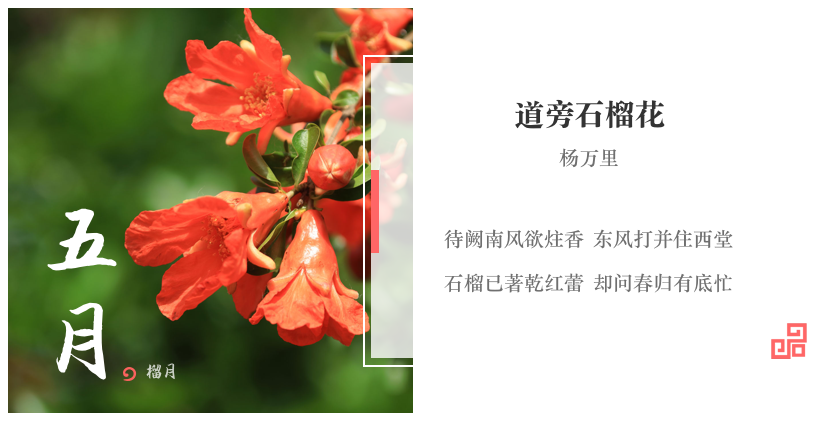 五月
榴月
道旁石榴花
杨万里
待阙南风欲炷香 东风打并住西堂
石榴已著乾红蕾 却问春归有底忙